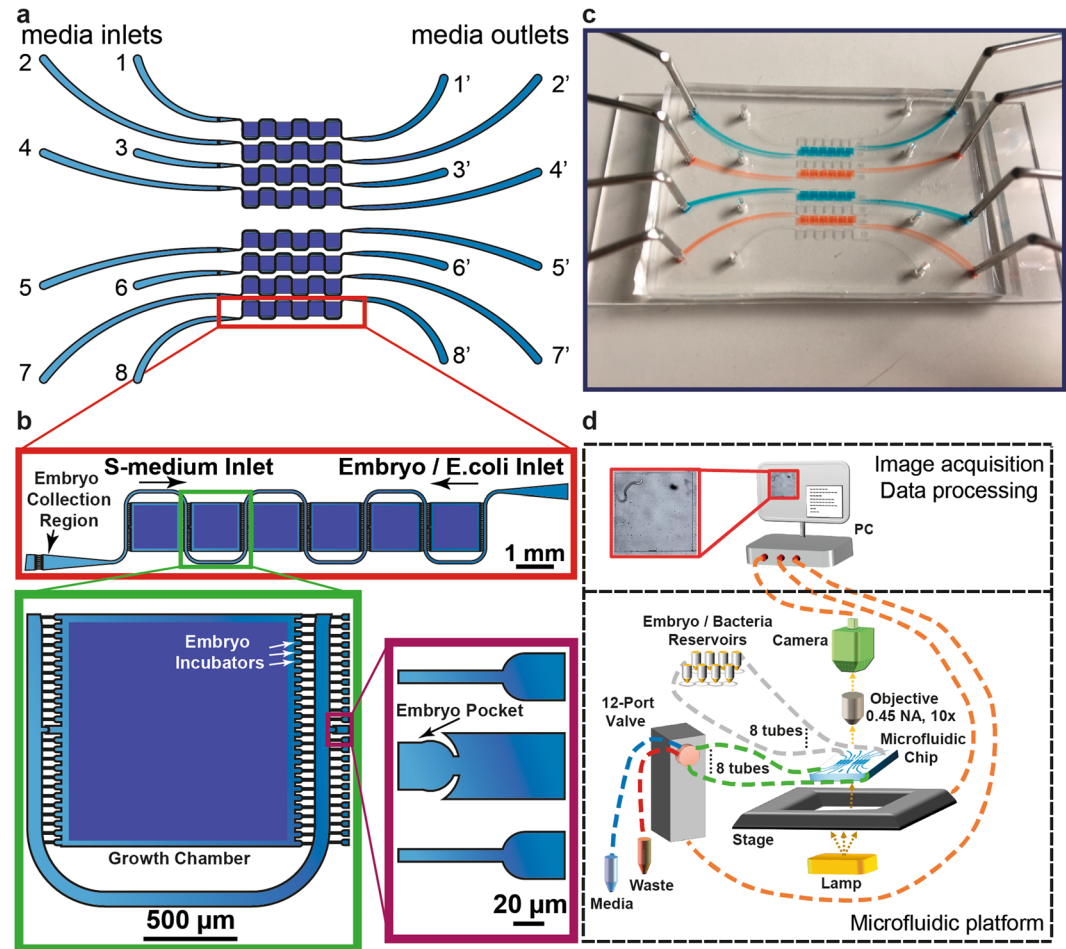 a
media inlets
media outlets
2
1
1'
2'
4
3
3'
4'
5
6
6'
5'
7
8
8'
7'
b
S-medium Inlet
Embryo / E.coli Inlet
Embryo
Collection
Region
1 mm
Embryo
Incubators
Growth Chamber
500 µm
Embryo Pocket
20 µm
c
d
Image acquisition
Data processing
PC
Embryo / Bacteria
Reservoirs
Camera
12-Port
Valve
Objective
0.45 NA, 10x
8 tubes
Microfluidic
Chip
8 tubes
Stage
Waste
Media
Lamp
Microfluidic platform